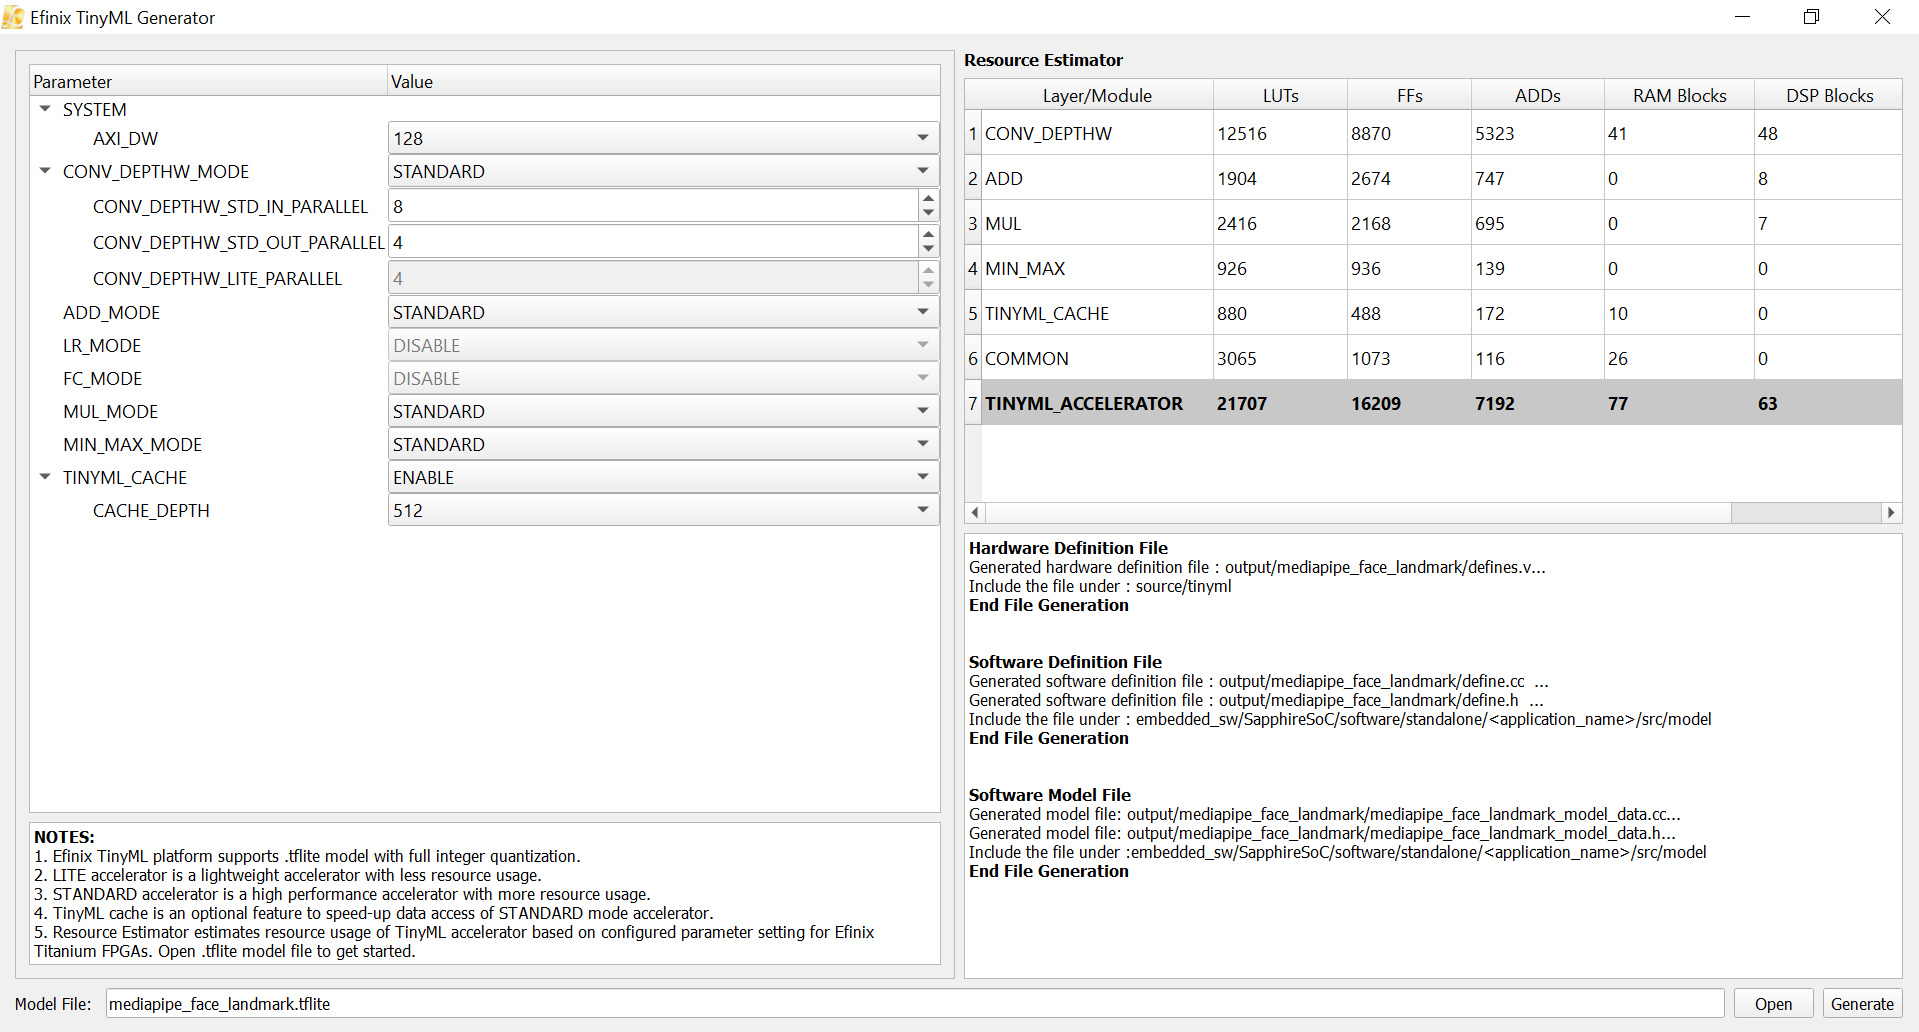 Efinix TinyML Generator
Parameter Value
SYSTEM
AXI_DW 128
CONV_DEPTHW_MODE STANDARD
CONV_DEPTHW_STD_IN_PARALLEL 8
CONV_DEPTHW_STD_OUT_PARALLEL 4
CONV_DEPTHW_LITE_PARALLEL 4
ADD_MODE STANDARD
LR_MODE DISABLE
FC_MODE DISABLE
MUL_MODE STANDARD
MIN_MAX_MODE STANDARD
TINYML_CACHE ENABLE
CACHE_DEPTH 512
NOTES:
1. Efinix TinyML platform supports .tflite model with full integer quantization.
2. LITE accelerator is a lightweight accelerator with less resource usage.
3. STANDARD accelerator is a high performance accelerator with more resource usage.
4. TinyML cache is an optional feature to speed-up data access of STANDARD mode accelerator.
5. Resource Estimator estimates resource usage of TinyML accelerator based on configured parameter setting for Efinix
Titanium FPGAs. Open .tflite model file to get started.
Resource Estimator
Layer/Module LUTs FFs ADDs RAM Blocks DSP Blocks
1 CONV_DEPTHW 12516 8870 5323 41 48
2 ADD 1904 2674 747 0 8
3 MUL 2416 2168 695 0 7
4 MIN_MAX 926 936 139 0 0
5 TINYML_CACHE 880 488 172 10 0
6 COMMON 3065 1073 116 26 0
7 TINYML_ACCELERATOR 21707 16209 7192 77 63
Hardware Definition File
Generated hardware definition file : output/mediapipe_face_landmark/defines.v...
Include the file under : source/tinyml
End File Generation
Software Definition File
Generated software definition file : output/mediapipe_face_landmark/define.cc ...
Generated software definition file : output/mediapipe_face_landmark/define.h ...
Include the file under : embedded_sw/SapphireSoC/software/standalone/<application_name>/src/model
End File Generation
Software Model File
Generated model file: output/mediapipe_face_landmark/mediapipe_face_landmark_model_data.cc...
Generated model file: output/mediapipe_face_landmark/mediapipe_face_landmark_model_data.h...
Include the file under :embedded_sw/SapphireSoC/software/standalone/<application_name>/src/model
End File Generation
Model File: mediapipe_face_landmark.tflite Open Generate